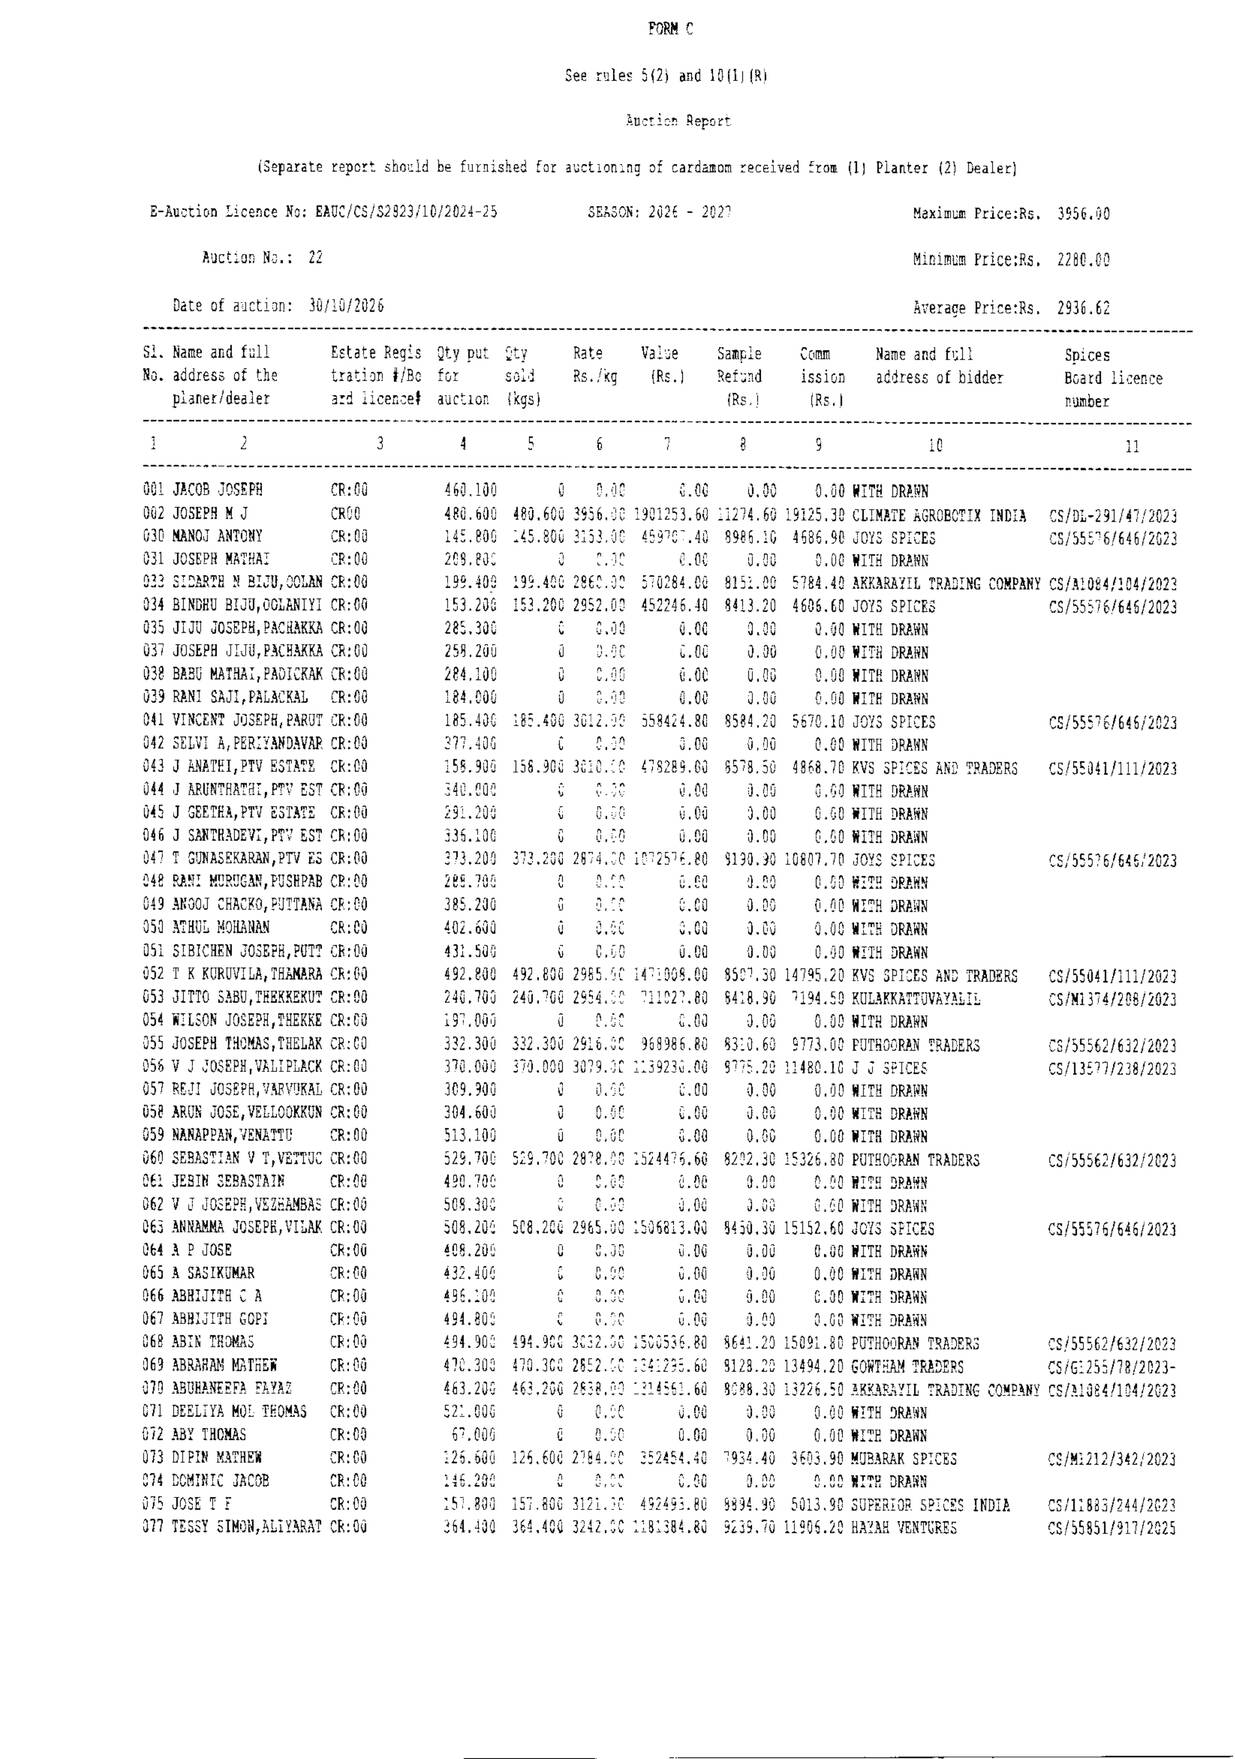 FORM C
See rules 5(2) and 10(1)(R)
Auction Report
(Separate report should be furnished for auctioning of cardamom received from (1) Planter (2) Dealer)
E-Auction Licence No: EAUC/CS/S2823/10/2024-25 SEASON: 2026 - 2027 Maximum Price:Rs. 3956.00
Auction No.: 22 Minimum Price:Rs. 2280.00
Date of auction: 30/10/2026 Average Price:Rs. 2936.62
Sl. Name and full Estate Regis Qty put Qty Rate Value Sample Comm Name and full Spices
No. address of the tration #/Bo for sold Rs./kg (Rs.) Refund ission address of bidder Board licence
planer/dealer ard licence# auction (kgs) (Rs.) (Rs.) number
1 2 3 4 5 6 7 8 9 10 11
001 JACOB JOSEPH CR:00 460.100 0 0.00 0.00 0.00 0.00 WITH DRAWN
002 JOSEPH M J CR00 480.600 480.600 3956.00 1901253.60 11274.60 19125.30 CLIMATE AGROBOTIX INDIA CS/DL-291/47/2023
030 MANOJ ANTONY CR:00 145.800 145.800 3153.00 459707.40 8986.10 4686.90 JOYS SPICES CS/55576/646/2023
031 JOSEPH MATHAI CR:00 209.800 0 0.00 0.00 0.00 0.00 WITH DRAWN
033 SIDARTH N BIJU,OOLAN CR:00 199.400 199.400 2860.00 570284.00 8151.00 5784.40 AKKARAYIL TRADING COMPANY CS/A1084/104/2023
034 BINDHU BIJU,OOLANIYI CR:00 153.200 153.200 2952.00 452246.40 8413.20 4606.60 JOYS SPICES CS/55576/646/2023
035 JIJU JOSEPH,PACHAKKA CR:00 285.300 0 0.00 0.00 0.00 0.00 WITH DRAWN
037 JOSEPH JIJU,PACHAKKA CR:00 259.200 0 0.00 0.00 0.00 0.00 WITH DRAWN
038 BABU MATHAI,PADICKAK CR:00 284.100 0 0.00 0.00 0.00 0.00 WITH DRAWN
039 RANI SAJI,PALACKAL CR:00 184.000 0 0.00 0.00 0.00 0.00 WITH DRAWN
041 VINCENT JOSEPH,PARUT CR:00 185.400 185.400 3012.00 558424.80 8584.20 5670.10 JOYS SPICES CS/55576/646/2023
042 SELVI A,PERIYANDAVAR CR:00 377.400 0 0.00 0.00 0.00 0.00 WITH DRAWN
043 J ANATHI,PTV ESTATE CR:00 158.900 158.900 3010.00 478289.00 8578.50 4868.70 KVS SPICES AND TRADERS CS/55041/111/2023
044 J ARUNTHATHI,PTV EST CR:00 340.000 0 0.00 0.00 0.00 0.00 WITH DRAWN
045 J GEETHA,PTV ESTATE CR:00 291.200 0 0.00 0.00 0.00 0.00 WITH DRAWN
046 J SANTHADEVI,PTV EST CR:00 336.100 0 0.00 0.00 0.00 0.00 WITH DRAWN
047 T GUNASEKARAN,PTV ES CR:00 373.200 373.200 2874.00 1072576.80 8190.90 10807.70 JOYS SPICES CS/55576/646/2023
048 RANI MURUGAN,PUSHPAB CR:00 289.700 0 0.00 0.00 0.00 0.00 WITH DRAWN
049 ANOOJ CHACKO,PUTTANA CR:00 385.200 0 0.00 0.00 0.00 0.00 WITH DRAWN
050 ATHUL MOHANAN CR:00 402.600 0 0.00 0.00 0.00 0.00 WITH DRAWN
051 SIBICHEN JOSEPH,PUTT CR:00 431.500 0 0.00 0.00 0.00 0.00 WITH DRAWN
052 T K KURUVILA,THAMARA CR:00 492.800 492.800 2985.00 1471008.00 8507.30 14795.20 KVS SPICES AND TRADERS CS/55041/111/2023
053 JITTO SABU,THEKKEKUT CR:00 240.700 240.700 2954.00 711027.80 8418.90 7194.50 KULAKKATTUVAYALIL CS/M1374/208/2023
054 WILSON JOSEPH,THEKKE CR:00 197.000 0 0.00 0.00 0.00 0.00 WITH DRAWN
055 JOSEPH THOMAS,THELAK CR:00 332.300 332.300 2916.00 968986.80 8310.60 9773.00 PUTHOORAN TRADERS CS/55562/632/2023
056 V J JOSEPH,VALIPLACK CR:00 370.000 370.000 3079.00 1139230.00 8775.20 11480.10 J J SPICES CS/13577/238/2023
057 REJI JOSEPH,VARVUKAL CR:00 309.900 0 0.00 0.00 0.00 0.00 WITH DRAWN
058 ARUN JOSE,VELLOOKKUN CR:00 304.600 0 0.00 0.00 0.00 0.00 WITH DRAWN
059 NANAPPAN,VENATTU CR:00 513.100 0 0.00 0.00 0.00 0.00 WITH DRAWN
060 SEBASTIAN V T,VETTUC CR:00 529.700 529.700 2878.00 1524476.60 8202.30 15326.80 PUTHOORAN TRADERS CS/55562/632/2023
061 JEBIN SEBASTAIN CR:00 490.700 0 0.00 0.00 0.00 0.00 WITH DRAWN
062 V J JOSEPH,VEZHAMBAS CR:00 508.300 0 0.00 0.00 0.00 0.00 WITH DRAWN
063 ANNAMMA JOSEPH,VILAK CR:00 508.200 508.200 2965.00 1506813.00 8450.30 15152.60 JOYS SPICES CS/55576/646/2023
064 A P JOSE CR:00 408.200 0 0.00 0.00 0.00 0.00 WITH DRAWN
065 A SASIKUMAR CR:00 432.400 0 0.00 0.00 0.00 0.00 WITH DRAWN
066 ABHIJITH C A CR:00 496.100 0 0.00 0.00 0.00 0.00 WITH DRAWN
067 ABHIJITH GOPI CR:00 494.800 0 0.00 0.00 0.00 0.00 WITH DRAWN
068 ABIN THOMAS CR:00 494.900 494.900 3032.00 1500536.80 8641.20 15091.80 PUTHOORAN TRADERS CS/55562/632/2023
069 ABRAHAM MATHEW CR:00 470.300 470.300 2852.00 1341295.60 8128.20 13494.20 GOWTHAM TRADERS CS/G1255/78/2023-
070 ABUHANEEFA FAYAZ CR:00 463.200 463.200 2838.00 1314561.60 8088.30 13226.50 AKKARAYIL TRADING COMPANY CS/A1084/104/2023
071 DEELIYA MOL THOMAS CR:00 521.000 0 0.00 0.00 0.00 0.00 WITH DRAWN
072 ABY THOMAS CR:00 67.000 0 0.00 0.00 0.00 0.00 WITH DRAWN
073 DIPIN MATHEW CR:00 126.600 126.600 2784.00 352454.40 7934.40 3603.90 MUBARAK SPICES CS/M1212/342/2023
074 DOMINIC JACOB CR:00 146.200 0 0.00 0.00 0.00 0.00 WITH DRAWN
075 JOSE T F CR:00 157.800 157.800 3121.00 492493.80 8894.90 5013.90 SUPERIOR SPICES INDIA CS/11883/244/2023
077 TESSY SIMON,ALIYARAT CR:00 364.400 364.400 3242.00 1181384.80 9239.70 11906.20 HAZAH VENTURES CS/55851/917/2025